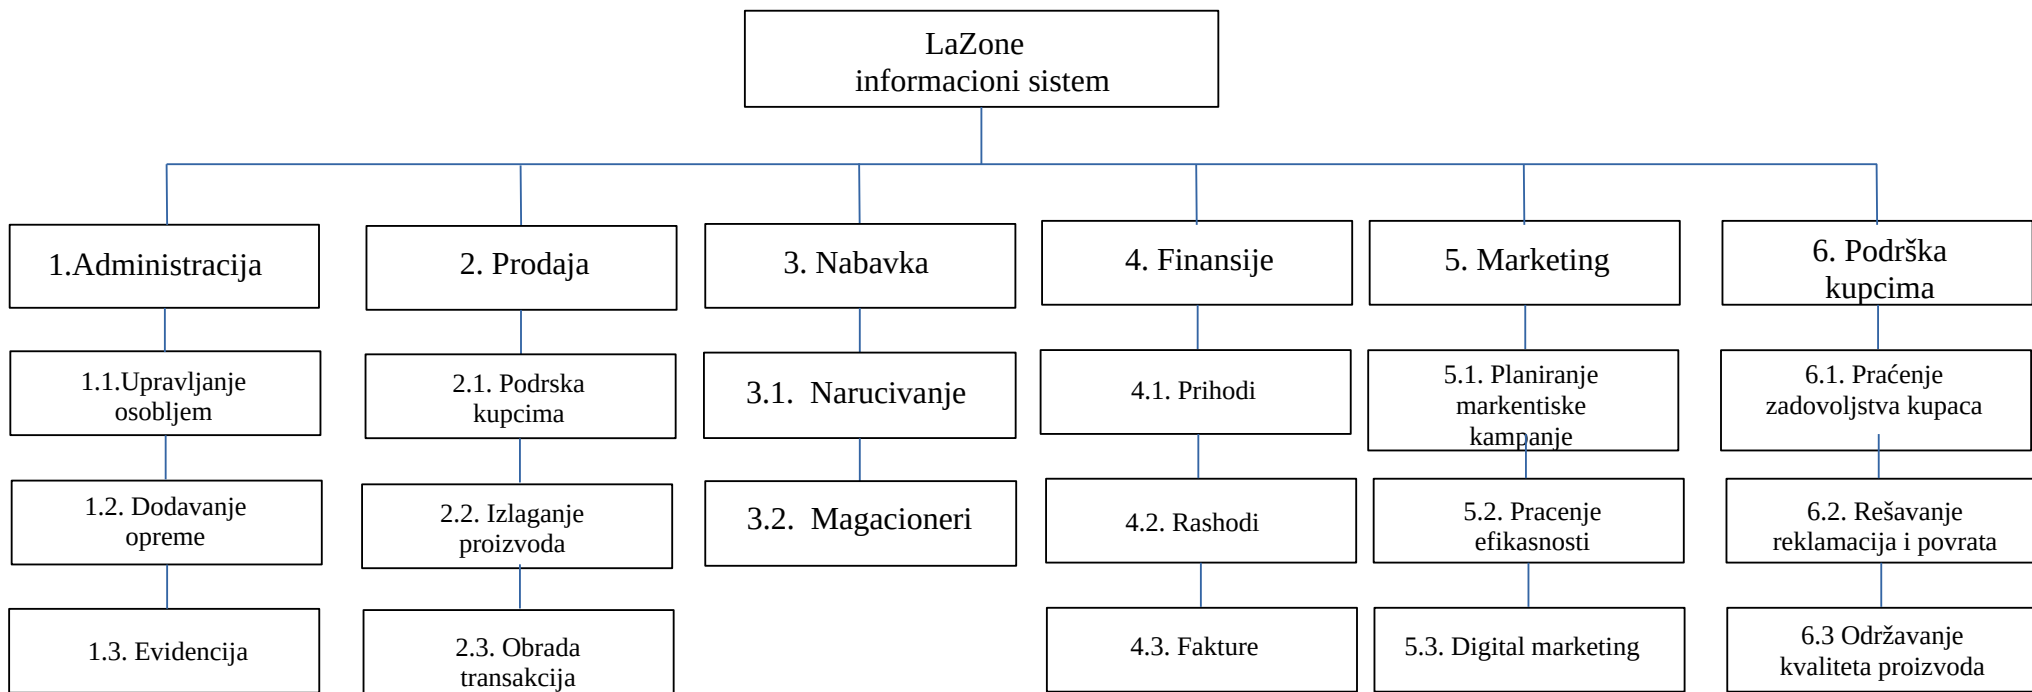 LaZone
informacioni sistem
1.Administracija
2. Prodaja
3. Nabavka
4. Finansije
5. Marketing
6. Podrška
kupcima
1.1.Upravljanje
osobljem
2.1. Podrska
kupcima
3.1.  Narucivanje
4.1. Prihodi
5.1. Planiranje
markentiske
kampanje
6.1. Praćenje
zadovoljstva kupaca
1.2. Dodavanje
opreme
2.2. Izlaganje
proizvoda
3.2.  Magacioneri
4.2. Rashodi
5.2. Pracenje
efikasnosti
6.2. Rešavanje
reklamacija i povrata
1.3. Evidencija
2.3. Obrada
transakcija
4.3. Fakture
5.3. Digital marketing
6.3 Održavanje
kvaliteta proizvoda